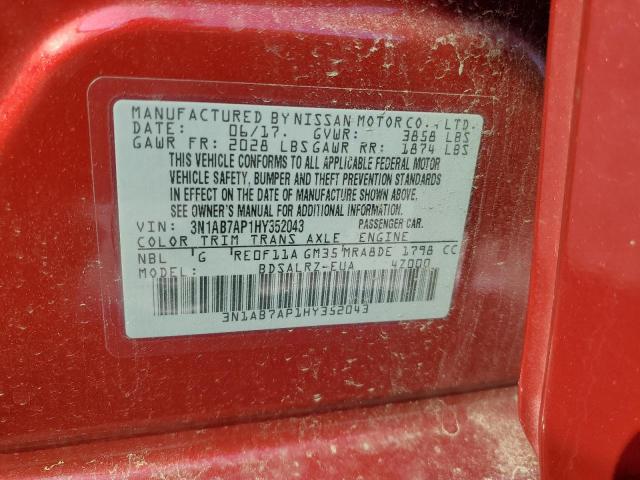 MANUFACTURED BY NISSAN MOTOR CO., LTD.
DATE: 06/17. GVWR: 3858 LBS
GAWR FR: 2028 LBS GAWR RR: 1874 LBS
THIS VEHICLE CONFORMS TO ALL APPLICABLE FEDERAL MOTOR
VEHICLE SAFETY, BUMPER AND THEFT PREVENTION STANDARDS
IN EFFECT ON THE DATE OF MANUFACTURE SHOWN ABOVE.
SEE OWNER'S MANUAL FOR ADDITIONAL INFORMATION.
VIN: 3N1AB7AP1HY352043 PASSENGER CAR.
COLOR TRIM TRANS AXLE ENGINE
NBL G RE0F11A GM35 MRA8DE 1798 CC
MODEL: BDSALRZ-EUA 47000
3N1AB7AP1HY352043